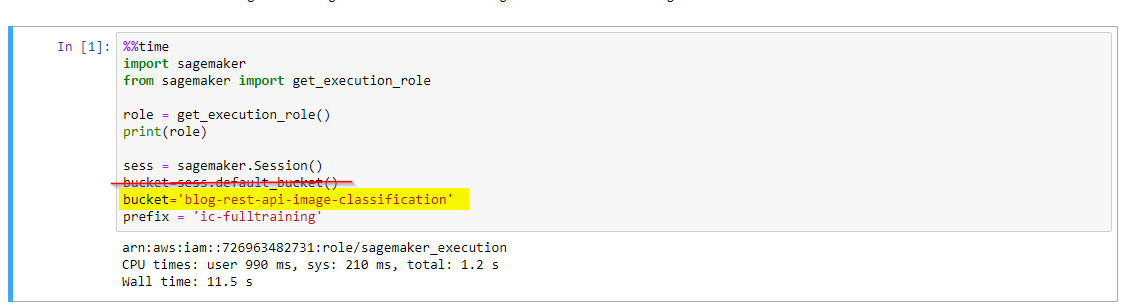 In [1]: %%time
import sagemaker
from sagemaker import get_execution_role
role = get_execution_role()
print(role)
sess = sagemaker.Session()
bucket=sess.default_bucket()
bucket='blog-rest-api-image-classification'
prefix = 'ic-fulltraining'
arn:aws:iam::726963482731:role/sagemaker_execution
CPU times: user 990 ms, sys: 210 ms, total: 1.2 s
Wall time: 11.5 s